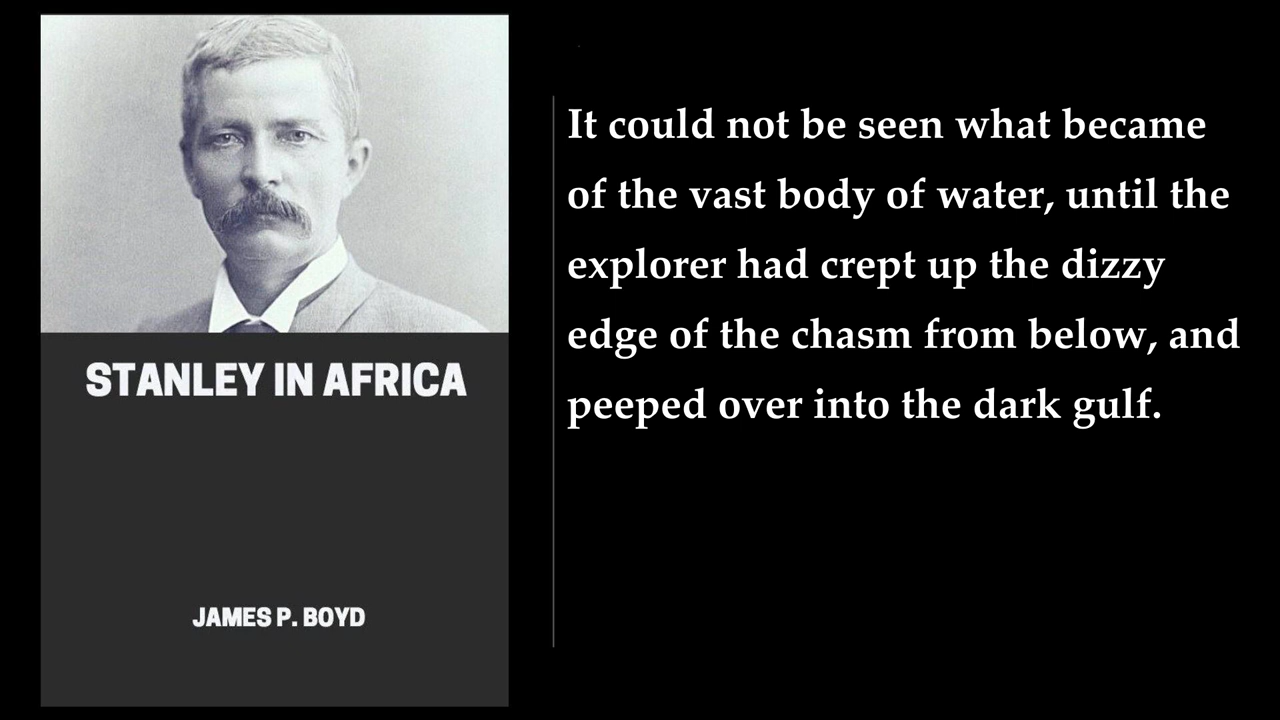 STANLEY IN AFRICA
JAMES P. BOYD
It could not be seen what became
of the vast body of water, until the
explorer had crept up the dizzy
edge of the chasm from below, and
peeped over into the dark gulf.